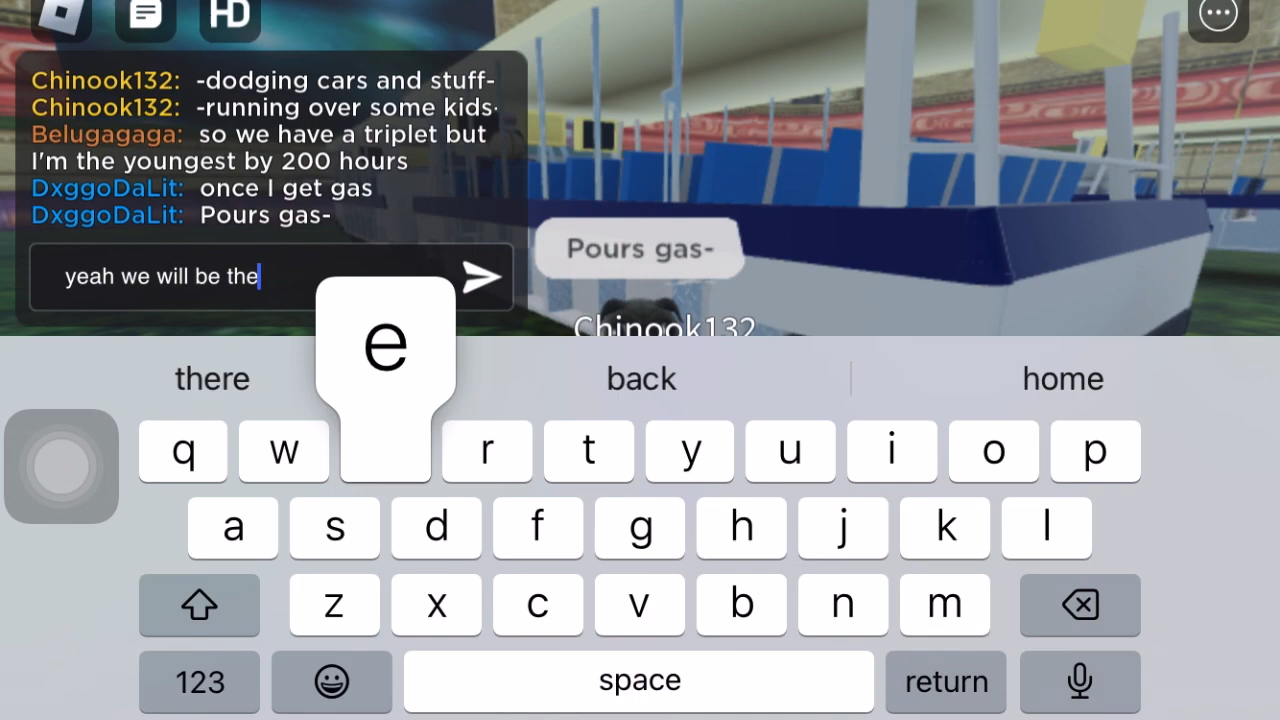 HD
Chinook132: -dodging cars and stuff-
Chinook132: -running over some kids-
Belugagaga: so we have a triplet but
I'm the youngest by 200 hours
DxggoDaLit: once I get gas
DxggoDaLit: Pours gas-
Pours gas-
yeah we will be the
Chinook132
e
there back home
q w r t y u i o p
a s d f g h j k l
z x c v b n m
123 space return